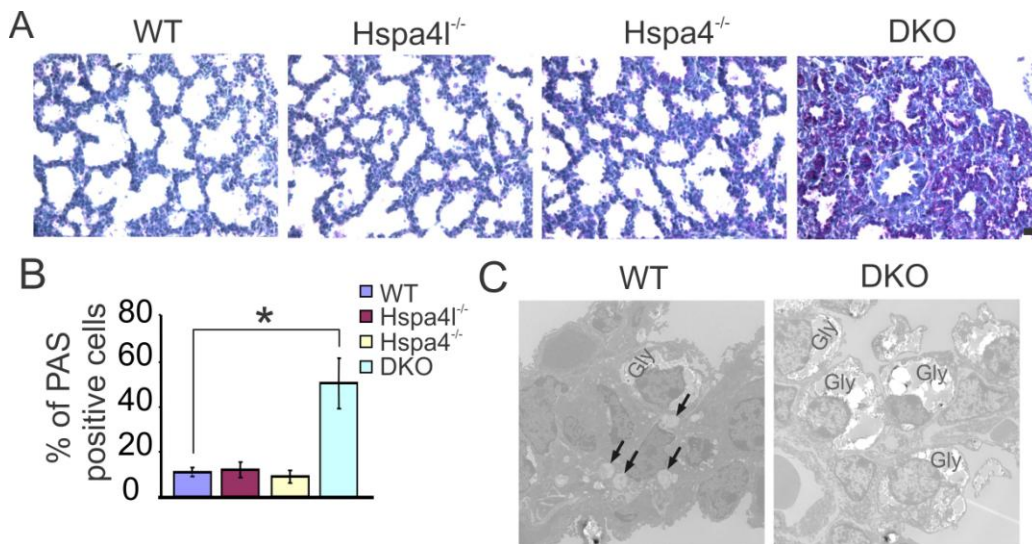 A
WT
Hspa4l-/-
Hspa4-/-
DKO
B
% of PAS
positive cells
80
60
40
20
0
*
WT
Hspa4l-/-
Hspa4-/-
DKO
C
WT
DKO
Gly
Gly
Gly
Gly
Gly